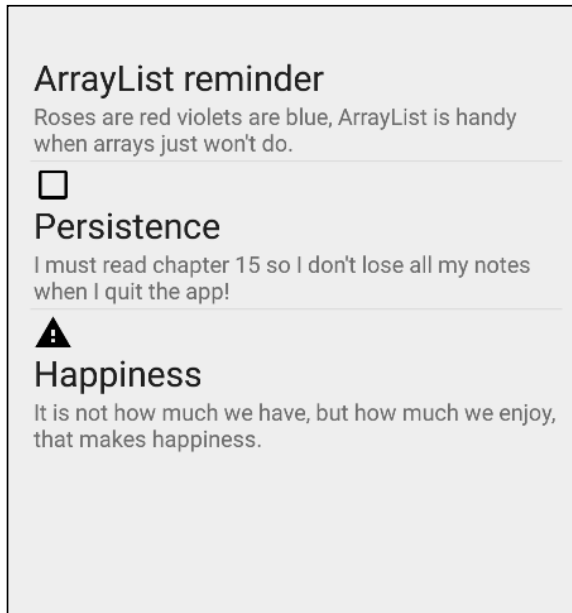 ArrayList reminder
Roses are red violets are blue, ArrayList is handy
when arrays just won't do.
Persistence
I must read chapter 15 so I don't lose all my notes
when I quit the app!
Happiness
It is not how much we have, but how much we enjoy,
that makes happiness.